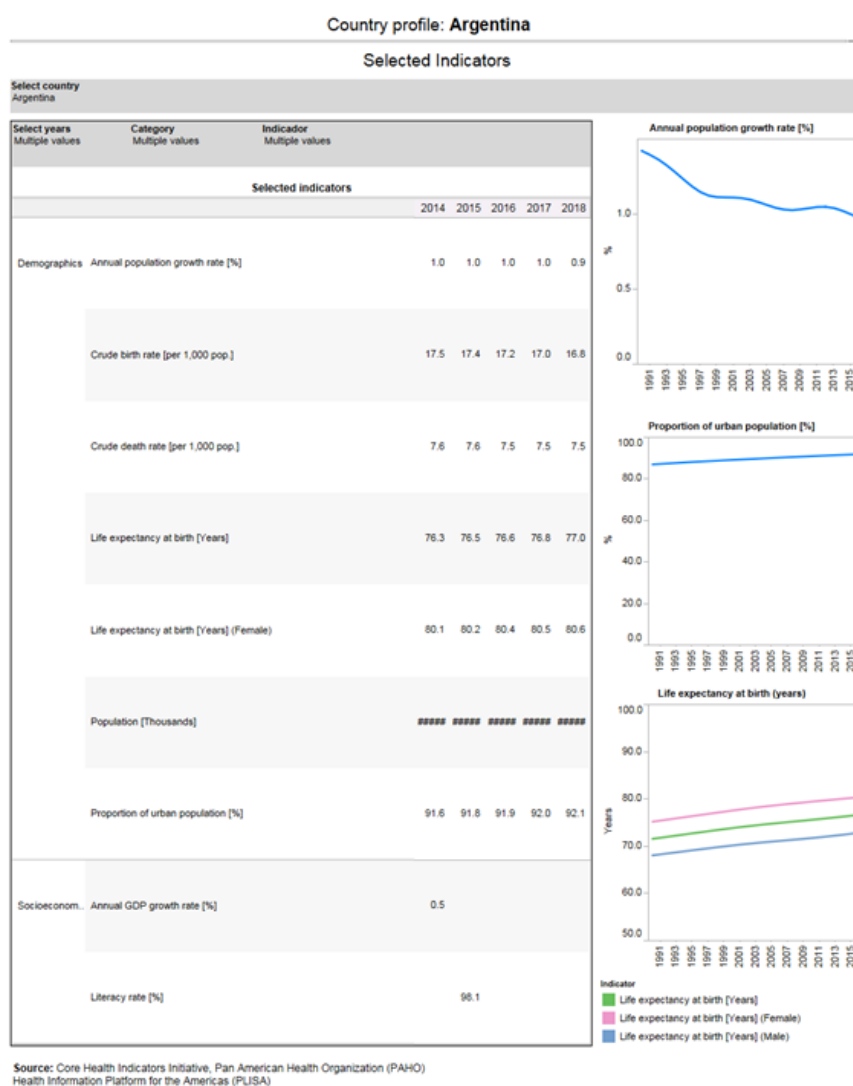 Country profile: Argentina
Selected Indicators
Select country
Argentina
Select years Category Indicador
Multiple values Multiple values Multiple values
Selected indicators
2014 2015 2016 2017 2018
Demographics Annual population growth rate [%] 1.0 1.0 1.0 1.0 0.9
Crude birth rate [per 1,000 pop.] 17.5 17.4 17.2 17.0 16.8
Crude death rate [per 1,000 pop.] 7.6 7.6 7.5 7.5 7.5
Life expectancy at birth [Years] 76.3 76.5 76.6 76.8 77.0
Life expectancy at birth [Years] (Female) 80.1 80.2 80.4 80.5 80.6
Population [Thousands] ##### ##### ##### ##### #####
Proportion of urban population [%] 91.6 91.8 91.9 92.0 92.1
Socioeconom.. Annual GDP growth rate [%] 0.5
Literacy rate [%] 98.1
Annual population growth rate [%]
%
1.0
0.5
0.0
1991 1993 1995 1997 1999 2001 2003 2005 2007 2009 2011 2013 2015
Proportion of urban population [%]
%
100.0
80.0
60.0
40.0
20.0
0.0
1991 1993 1995 1997 1999 2001 2003 2005 2007 2009 2011 2013 2015
Life expectancy at birth (years)
Years
100.0
90.0
80.0
70.0
60.0
50.0
1991 1993 1995 1997 1999 2001 2003 2005 2007 2009 2011 2013 2015
Indicator
Life expectancy at birth [Years]
Life expectancy at birth [Years] (Female)
Life expectancy at birth [Years] (Male)
Source: Core Health Indicators Initiative, Pan American Health Organization (PAHO)
Health Information Platform for the Americas (PLISA)